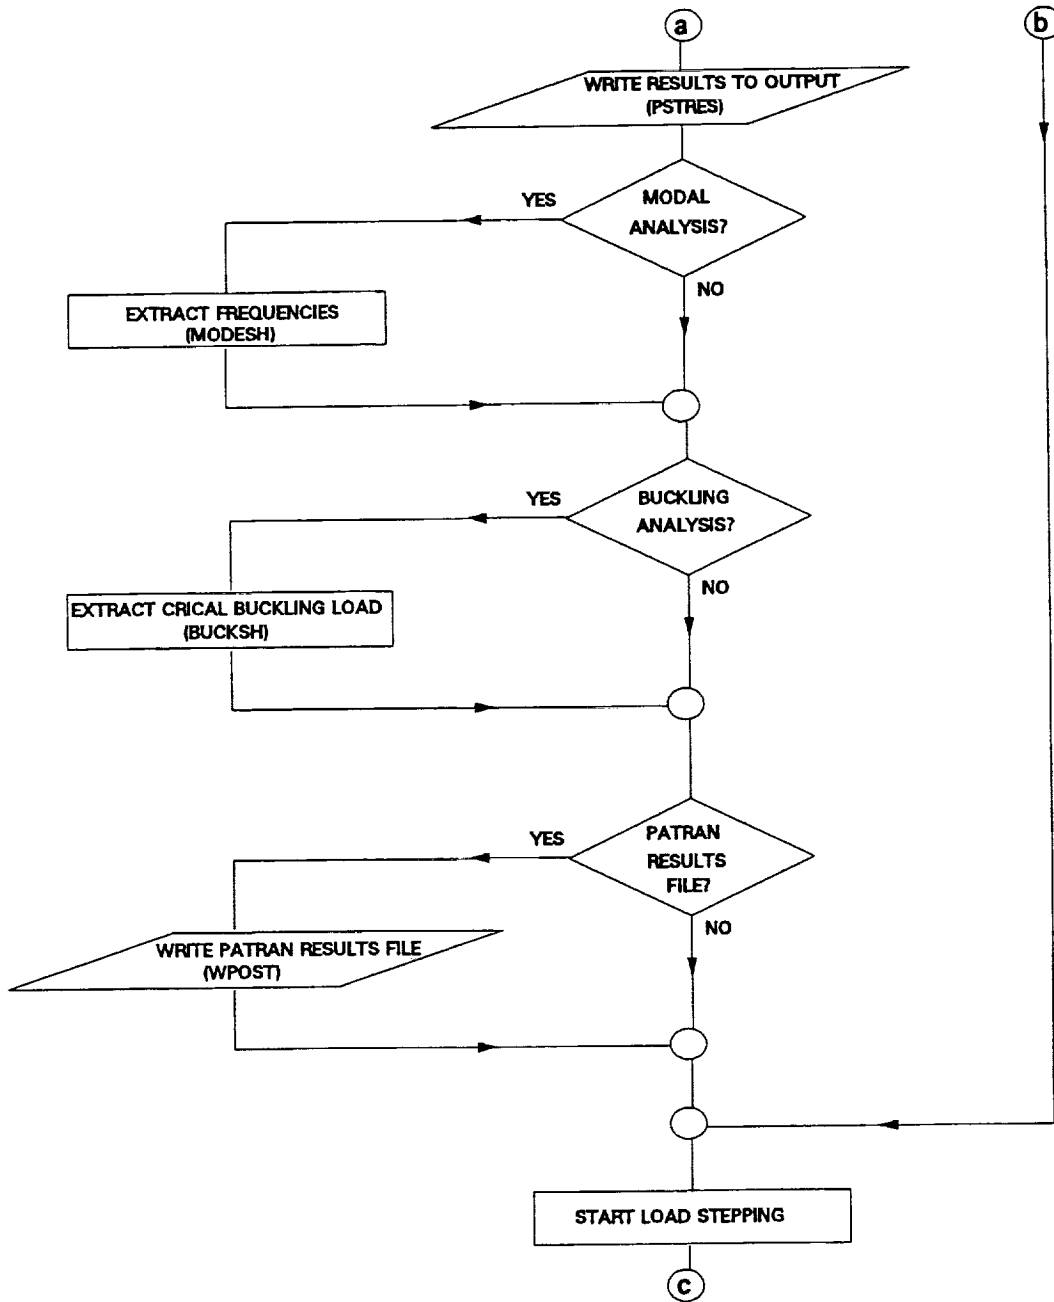 a
b
WRITE RESULTS TO OUTPUT
(PSTRES)
YES
MODAL
ANALYSIS?
NO
EXTRACT FREQUENCIES
(MODESH)
YES
BUCKLING
ANALYSIS?
NO
EXTRACT CRICAL BUCKLING LOAD
(BUCKSH)
YES
PATRAN
RESULTS
FILE?
NO
WRITE PATRAN RESULTS FILE
(WPOST)
START LOAD STEPPING
c